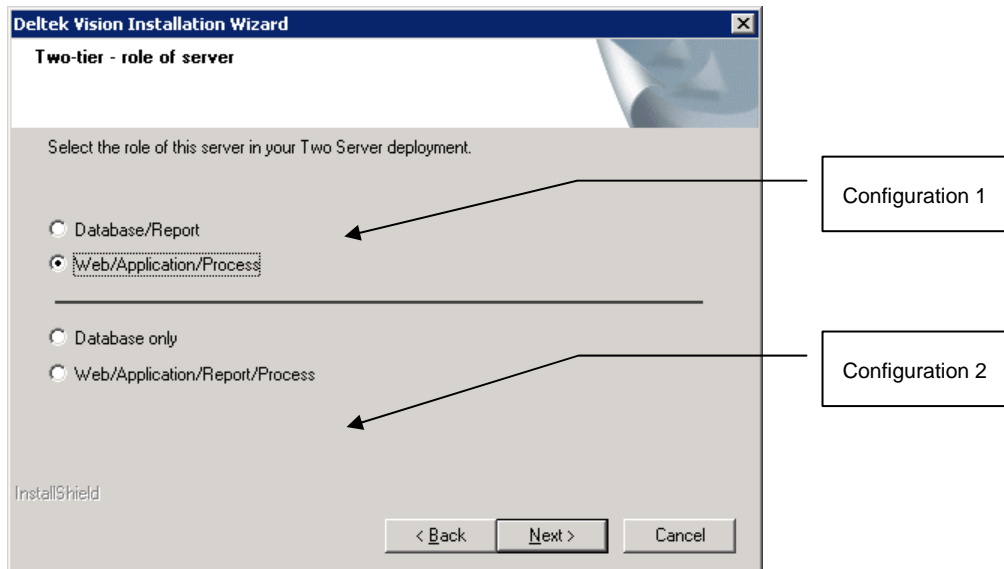 Deltek Vision Installation Wizard
Two-tier - role of server
Select the role of this server in your Two Server deployment.
Configuration 1
Database/Report
Web/Application/Process
Database only
Web/Application/Report/Process
Configuration 2
InstallShield
< Back
Next >
Cancel